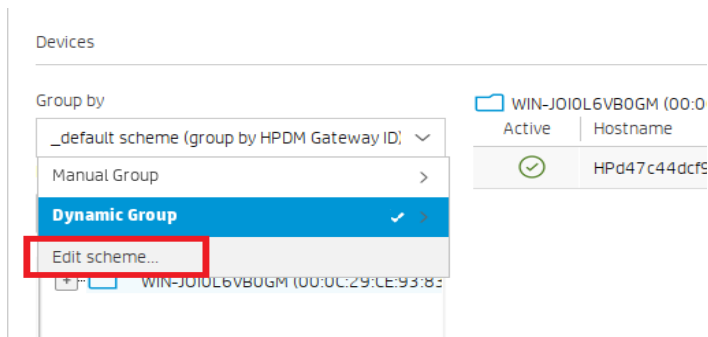 Devices
Group by
_default scheme (group by HPDM Gateway ID)
Manual Group
Dynamic Group
Edit scheme...
WIN-JOI0L6VB0GM (00:0C:29:CE:93:83
WIN-JOI0L6VB0GM (00:0
Active Hostname
HPd47c44dcf9